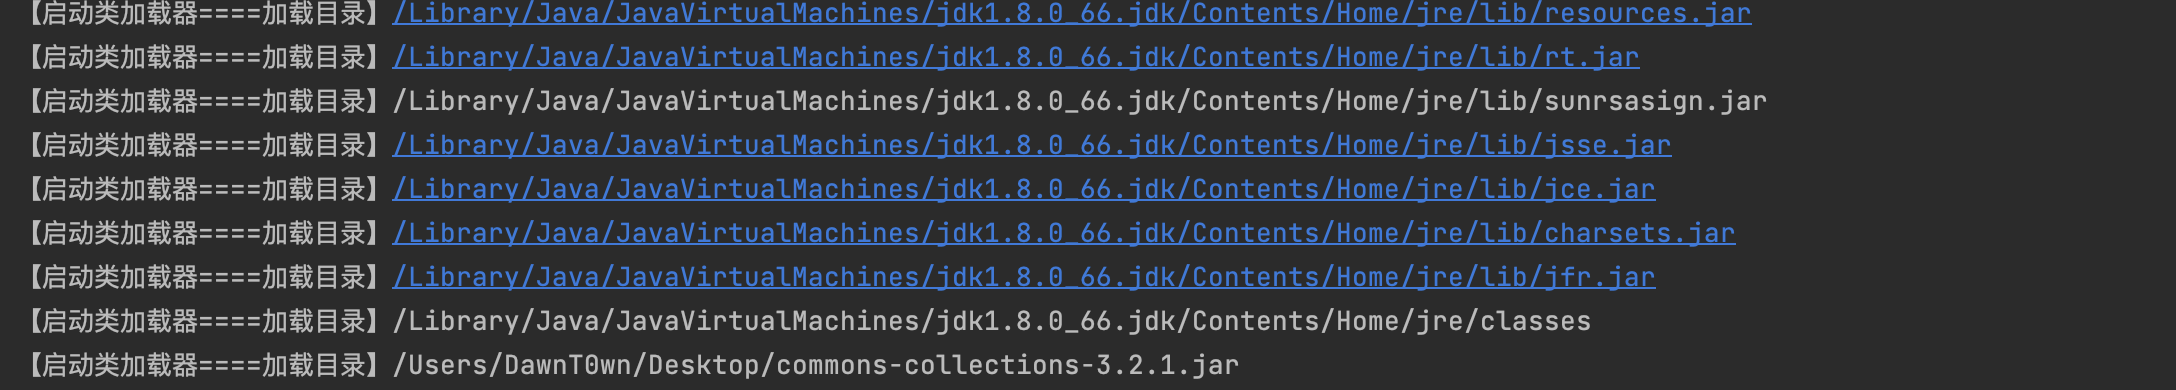 【启动类加载器====加载目录】/Library/Java/JavaVirtualMachines/jdk1.8.0_66.jdk/Contents/Home/jre/lib/resources.jar
【启动类加载器====加载目录】/Library/Java/JavaVirtualMachines/jdk1.8.0_66.jdk/Contents/Home/jre/lib/rt.jar
【启动类加载器====加载目录】/Library/Java/JavaVirtualMachines/jdk1.8.0_66.jdk/Contents/Home/jre/lib/sunrsasign.jar
【启动类加载器====加载目录】/Library/Java/JavaVirtualMachines/jdk1.8.0_66.jdk/Contents/Home/jre/lib/jsse.jar
【启动类加载器====加载目录】/Library/Java/JavaVirtualMachines/jdk1.8.0_66.jdk/Contents/Home/jre/lib/jce.jar
【启动类加载器====加载目录】/Library/Java/JavaVirtualMachines/jdk1.8.0_66.jdk/Contents/Home/jre/lib/charsets.jar
【启动类加载器====加载目录】/Library/Java/JavaVirtualMachines/jdk1.8.0_66.jdk/Contents/Home/jre/lib/jfr.jar
【启动类加载器====加载目录】/Library/Java/JavaVirtualMachines/jdk1.8.0_66.jdk/Contents/Home/jre/classes
【启动类加载器====加载目录】/Users/DawnT0wn/Desktop/commons-collections-3.2.1.jar